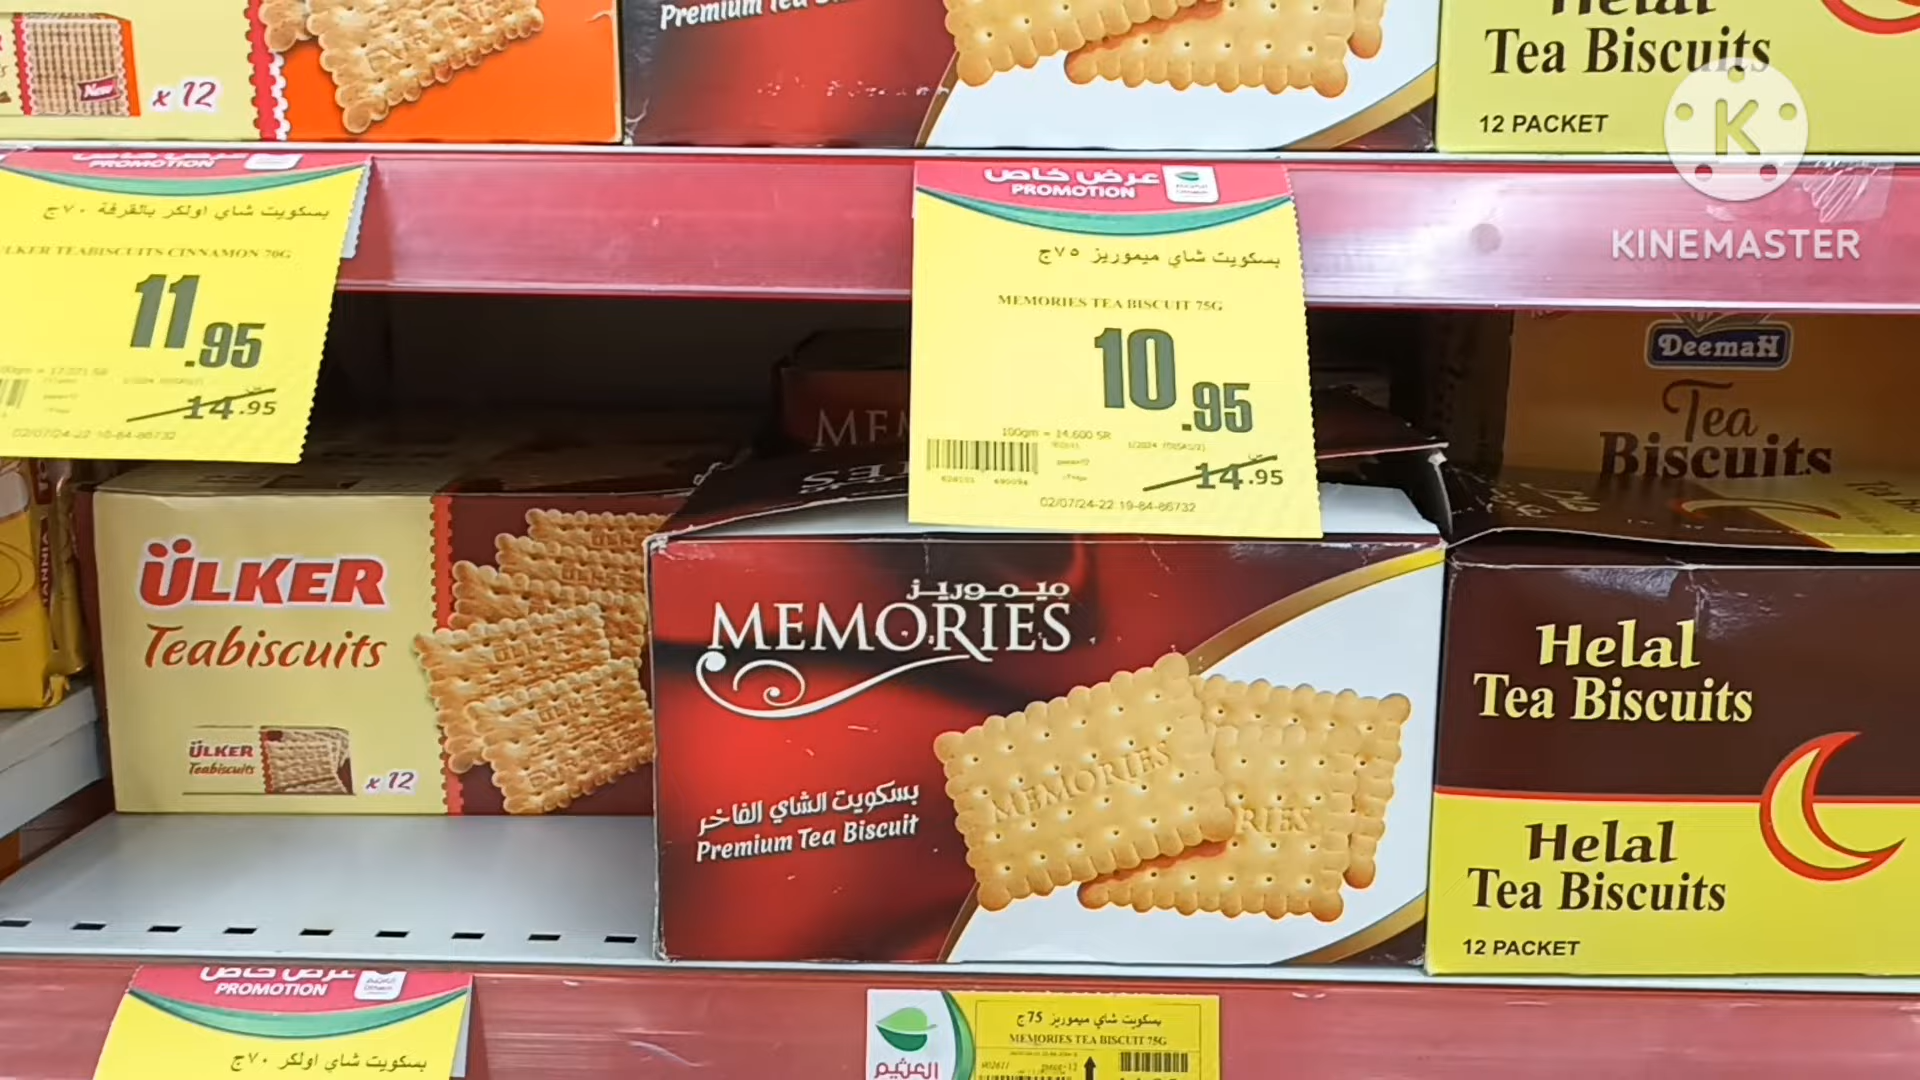 Premium Tea
Tea Biscuits
12 PACKET
New
x 12
KINEMASTER
PROMOTION
بسكويت شاي اولكر بالقرفة ٧٠ج
ULKER TEABISCUITS CINNAMON 70G
11.95
14.95
عرض خاص
PROMOTION
بسكويت شاي ميموريز ٧٥ج
MEMORIES TEA BISCUIT 75G
10.95
100gm = 14.600 SR
14.95
02/07/24-22:19-84-86732
DeemaH
Tea
Biscuits
ÜLKER
Teabiscuits
ÜLKER
Teabiscuits
x 12
ميموريز
MEMORIES
بسكويت الشاي الفاخر
Premium Tea Biscuit
MEMORIES
Helal
Tea Biscuits
Helal
Tea Biscuits
12 PACKET
عرض خاص
PROMOTION
بسكويت شاي اولكر ٧٠ج
العثيم
بسكويت شاي ميموريز 75ج
MEMORIES TEA BISCUIT 75G